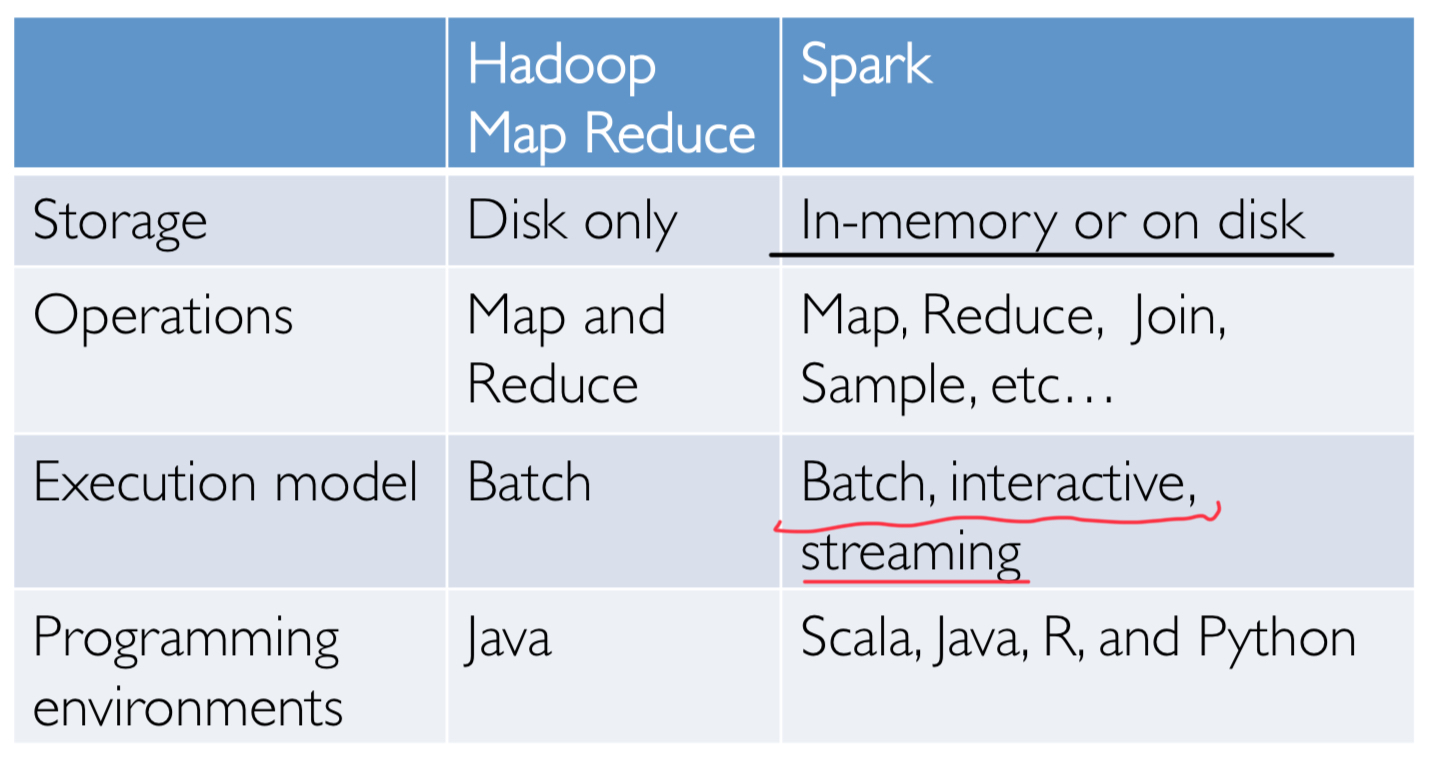 Hadoop
Map Reduce
Spark
Storage
Disk only
In-memory or on disk
Operations
Map and
Reduce
Map, Reduce, Join,
Sample, etc…
Execution model
Batch
Batch, interactive,
streaming
Programming
environments
Java
Scala, Java, R, and Python